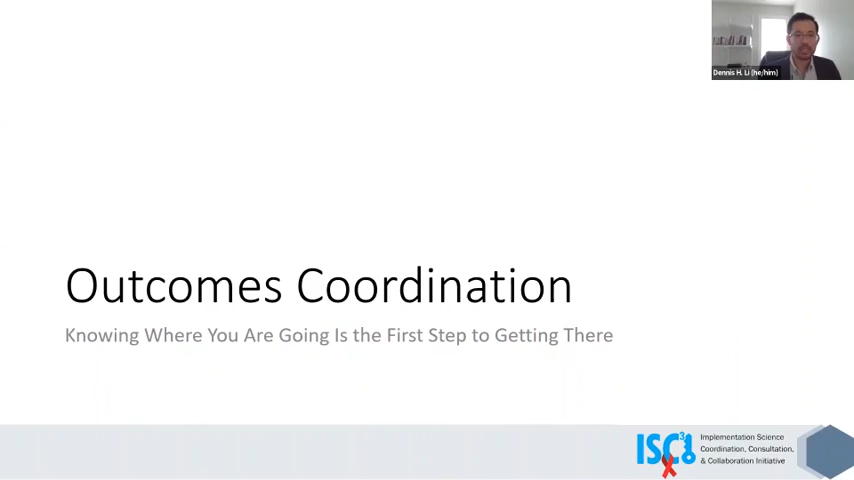 Dennis H. Li (he/him)
Outcomes Coordination
Knowing Where You Are Going Is the First Step to Getting There
ISC3
Implementation Science
Coordination, Consultation,
& Collaboration Initiative